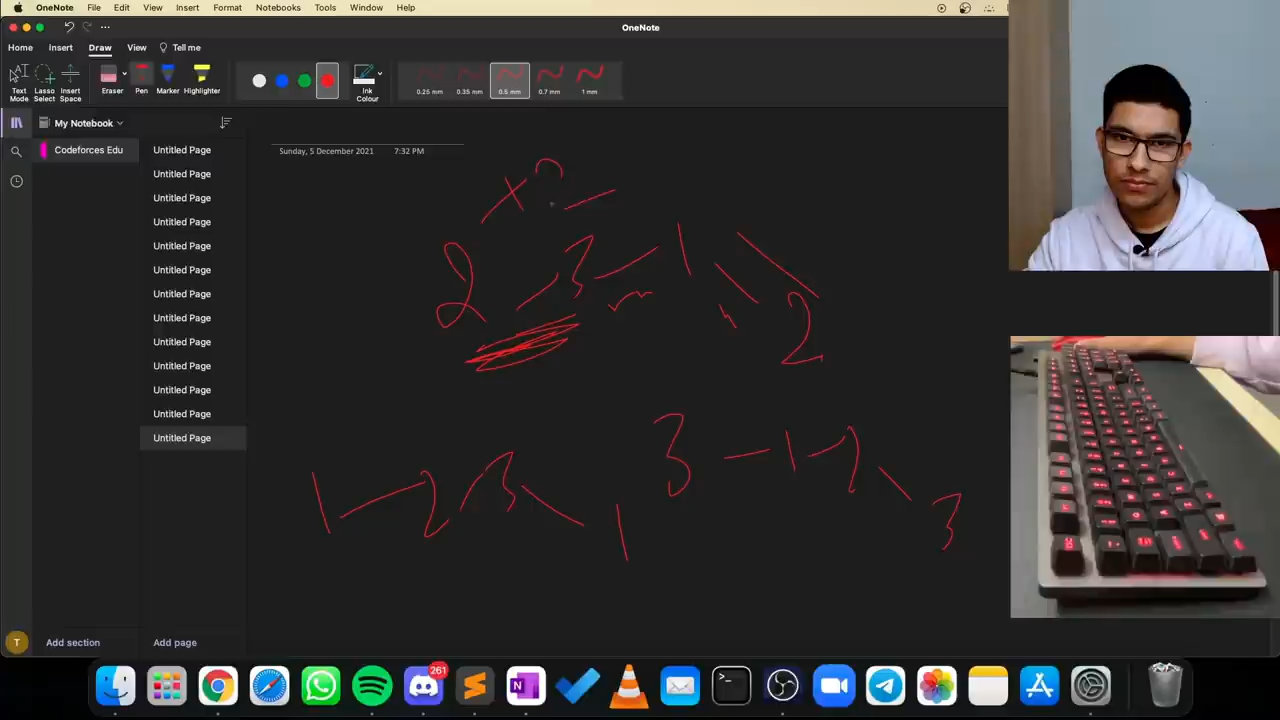 OneNote File Edit View Insert Format Notebooks Tools Window Help
OneNote
Home Insert Draw View Tell me
Text Mode
Lasso Select
Insert Space
Eraser
Pen
Marker
Highlighter
Ink Colour
0.25 mm
0.35 mm
0.5 mm
0.7 mm
1 mm
My Notebook
Codeforces Edu
Untitled Page
Untitled Page
Untitled Page
Untitled Page
Untitled Page
Untitled Page
Untitled Page
Untitled Page
Untitled Page
Untitled Page
Untitled Page
Untitled Page
Untitled Page
Sunday, 5 December 2021 7:32 PM
2 3 1
2
3 - 1 - 2
3
1 - 2 3
1
T
Add section
Add page
261